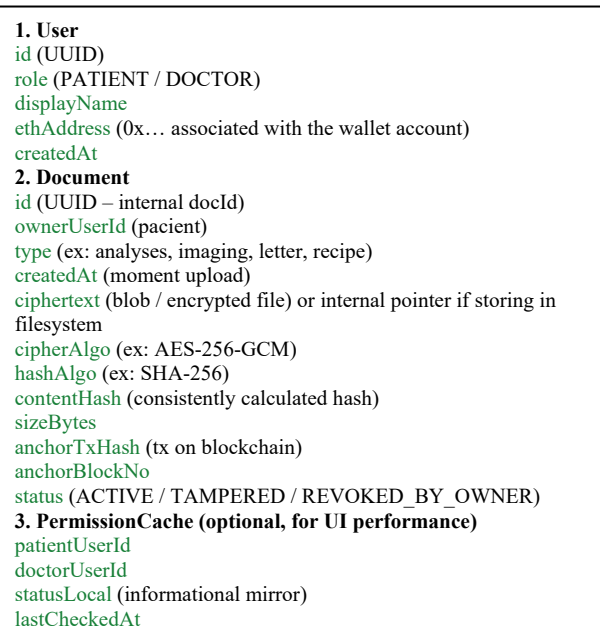 1. User
id (UUID)
role (PATIENT / DOCTOR)
displayName
ethAddress (0x… associated with the wallet account)
createdAt
2. Document
id (UUID – internal docId)
ownerUserId (pacient)
type (ex: analyses, imaging, letter, recipe)
createdAt (moment upload)
ciphertext (blob / encrypted file) or internal pointer if storing in
filesystem
cipherAlgo (ex: AES-256-GCM)
hashAlgo (ex: SHA-256)
contentHash (consistently calculated hash)
sizeBytes
anchorTxHash (tx on blockchain)
anchorBlockNo
status (ACTIVE / TAMPERED / REVOKED_BY_OWNER)
3. PermissionCache (optional, for UI performance)
patientUserId
doctorUserId
statusLocal (informational mirror)
lastCheckedAt